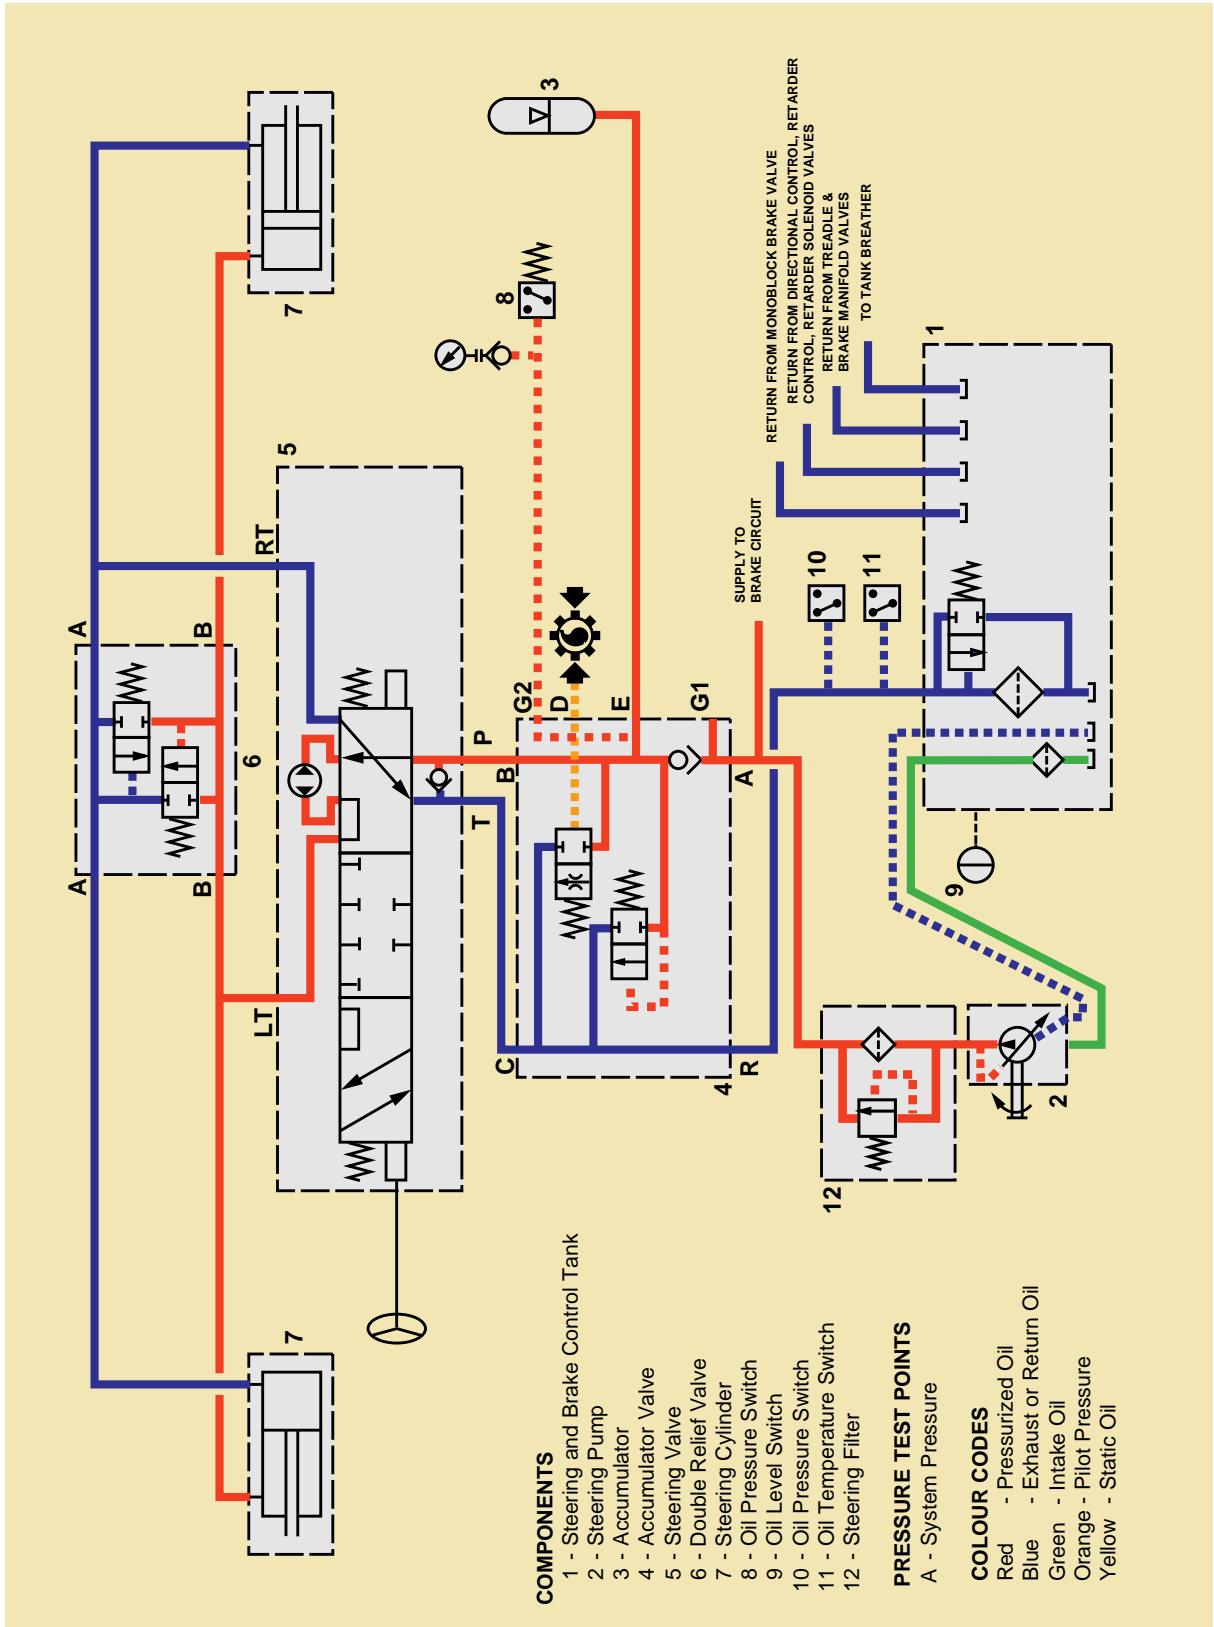 A
A
B
B
6
LT
RT
5
7
7
T
P
C
B
G2
8
3
D
E
G1
4
R
A
SUPPLY TO
BRAKE CIRCUIT
RETURN FROM MONOBLOCK BRAKE VALVE
RETURN FROM DIRECTIONAL CONTROL, RETARDER
CONTROL, RETARDER SOLENOID VALVES
RETURN FROM TREADLE &
BRAKE MANIFOLD VALVES
TO TANK BREATHER
10
11
12
1
9
2
COMPONENTS
1 - Steering and Brake Control Tank
2 - Steering Pump
3 - Accumulator
4 - Accumulator Valve
5 - Steering Valve
6 - Double Relief Valve
7 - Steering Cylinder
8 - Oil Pressure Switch
9 - Oil Level Switch
10 - Oil Pressure Switch
11 - Oil Temperature Switch
12 - Steering Filter
PRESSURE TEST POINTS
A - System Pressure
COLOUR CODES
Red - Pressurized Oil
Blue - Exhaust or Return Oil
Green - Intake Oil
Orange - Pilot Pressure
Yellow - Static Oil